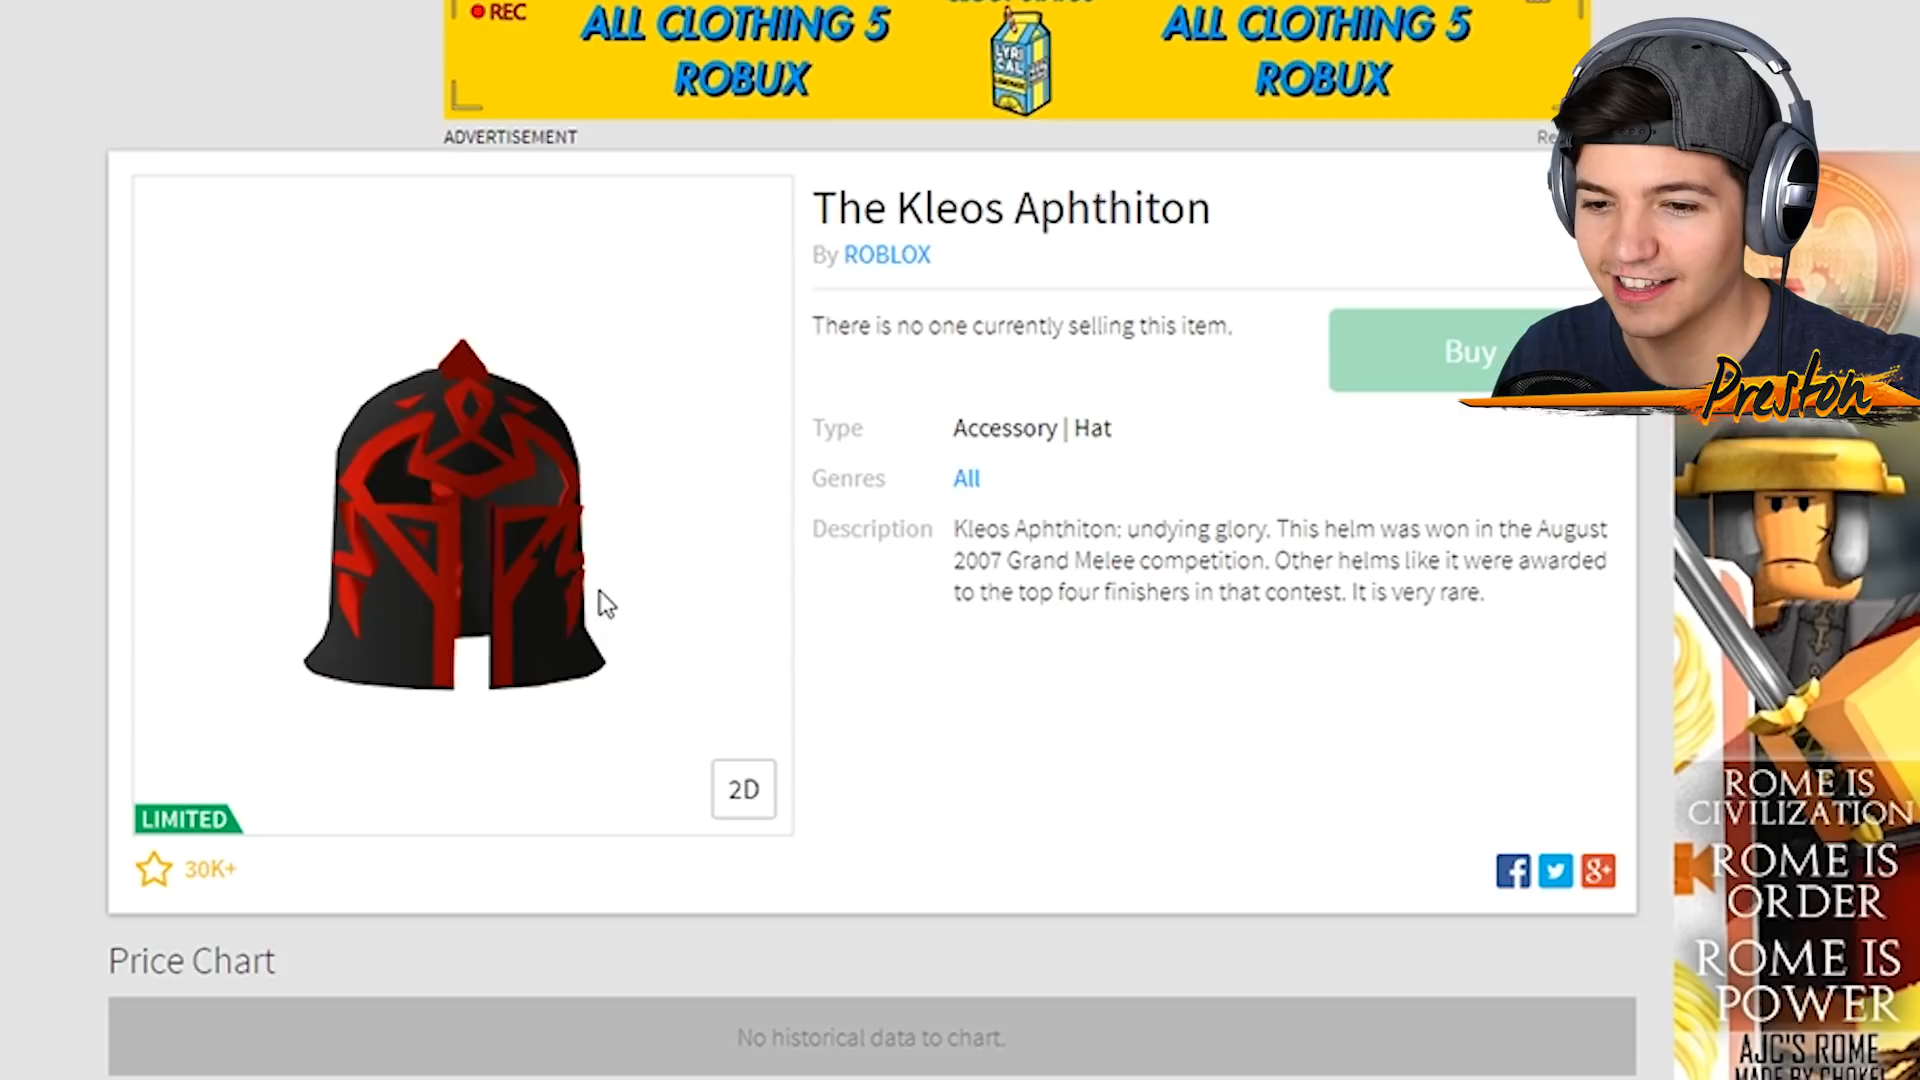 REC
ALL CLOTHING 5
ROBUX
LYRI
CAL
LEMONADE
ALL CLOTHING 5
ROBUX
ADVERTISEMENT
The Kleos Aphthiton
By ROBLOX
There is no one currently selling this item.
Buy
Preston
Type Accessory | Hat
Genres All
Description Kleos Aphthiton: undying glory. This helm was won in the August
2007 Grand Melee competition. Other helms like it were awarded
to the top four finishers in that contest. It is very rare.
2D
LIMITED
30K+
f
g+
ROME IS
CIVILIZATION
ROME IS
ORDER
ROME IS
POWER
AJC'S ROME
Price Chart
No historical data to chart.